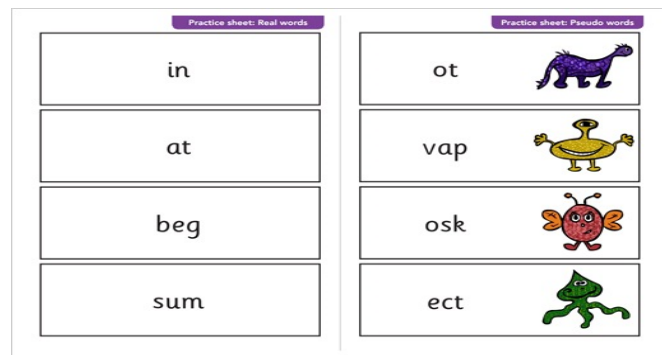 Practice sheet: Real words
in
at
beg
sum
Practice sheet: Pseudo words
ot
vap
osk
ect